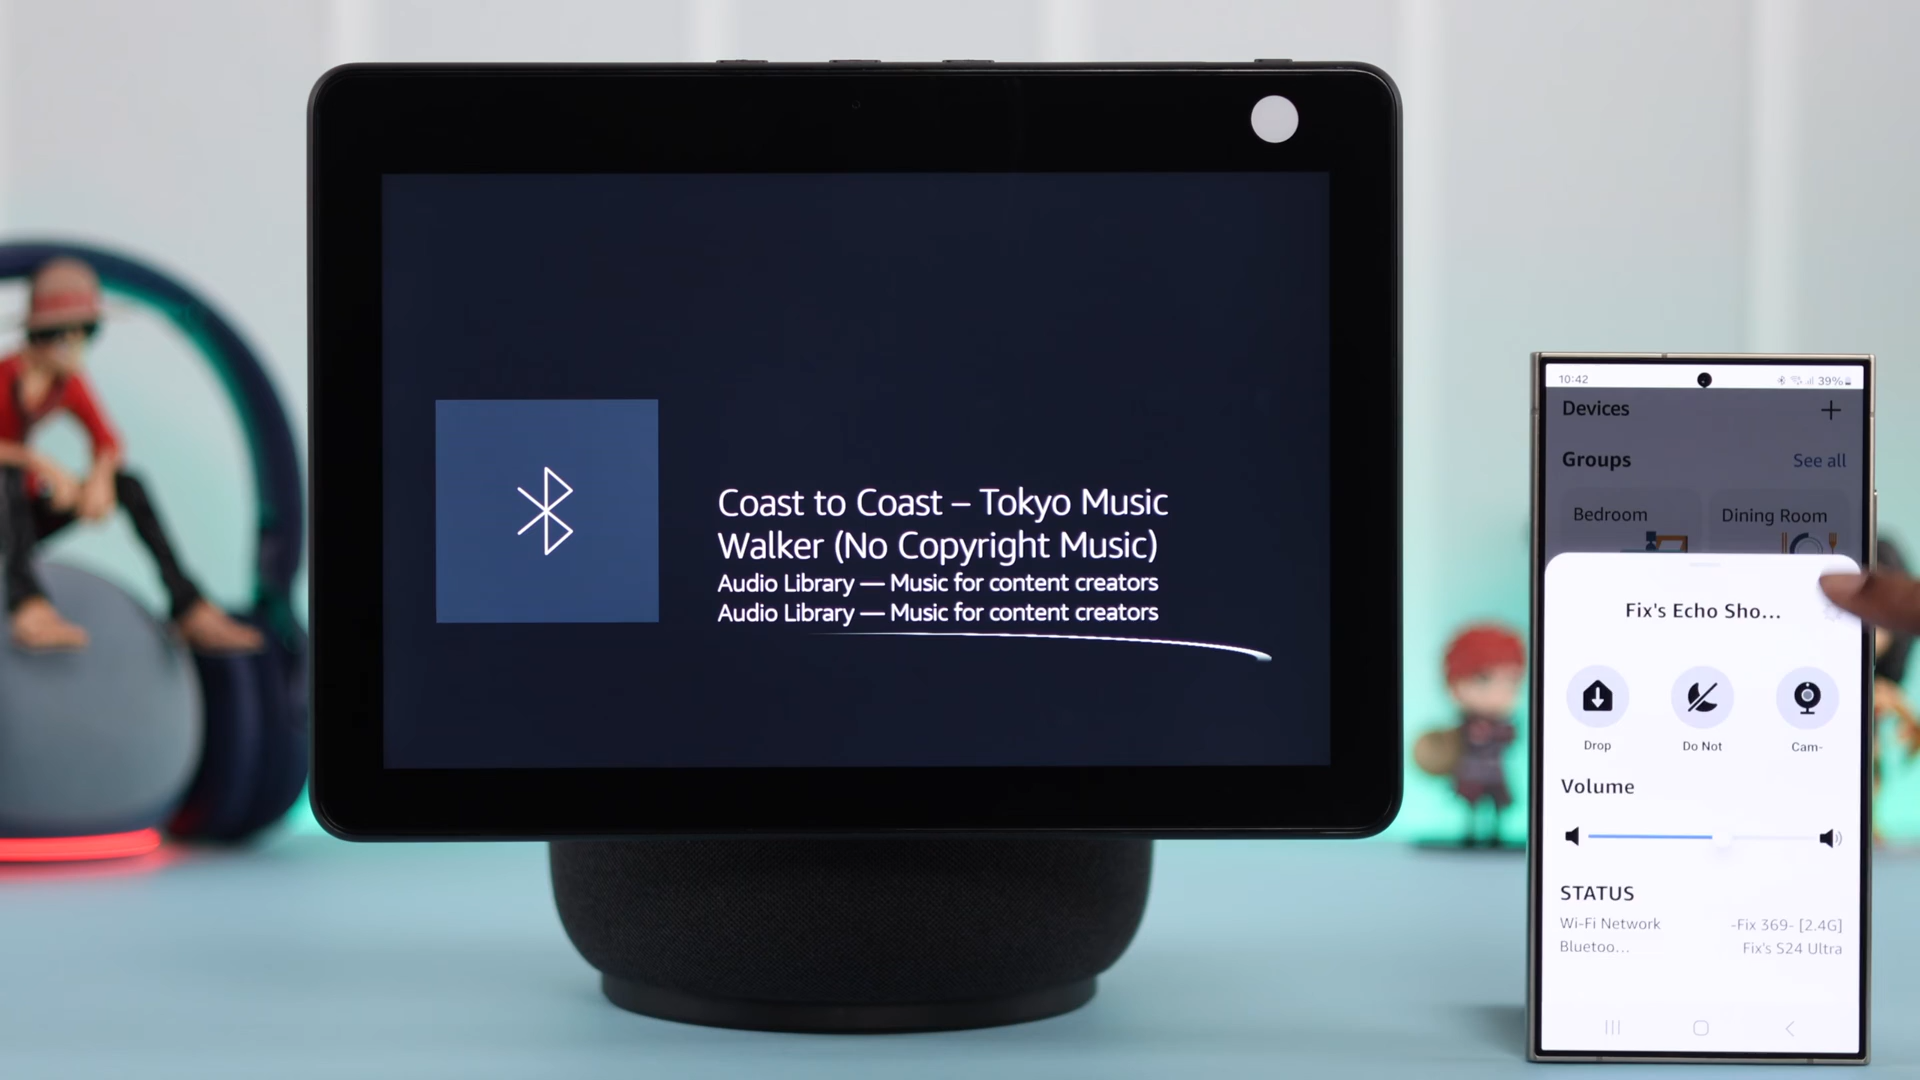 Coast to Coast – Tokyo Music
Walker (No Copyright Music)
Audio Library — Music for content creators
Audio Library — Music for content creators
10:42
39%
Devices
Groups
See all
Bedroom
Dining Room
Fix's Echo Sho...
Drop
Do Not
Cam-
Volume
STATUS
Wi-Fi Network
-Fix 369- [2.4G]
Bluetoo...
Fix's S24 Ultra